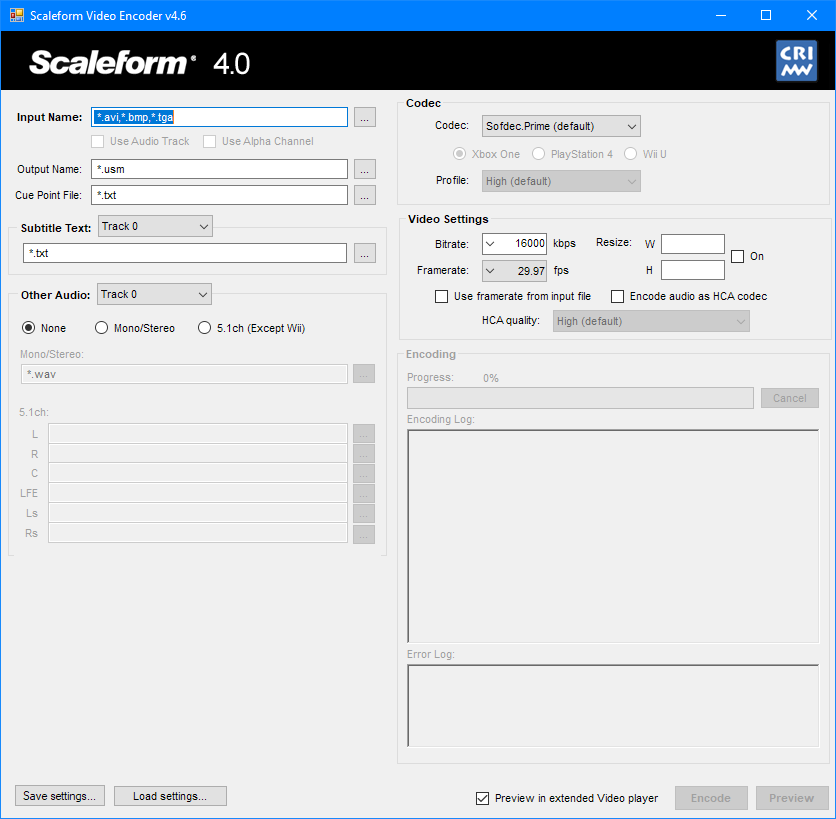 Scaleform Video Encoder v4.6
Scaleform® 4.0
CRI
MW
Input Name:
*.avi,*.bmp,*.tga
...
Use Audio Track
Use Alpha Channel
Output Name:
*.usm
...
Cue Point File:
*.txt
...
Subtitle Text:
Track 0
*.txt
...
Other Audio:
Track 0
None
Mono/Stereo
5.1ch (Except Wii)
Mono/Stereo:
*.wav
...
5.1ch:
L
...
R
...
C
...
LFE
...
Ls
...
Rs
...
Save settings...
Load settings...
Codec
Codec:
Sofdec.Prime (default)
Xbox One
PlayStation 4
Wii U
Profile:
High (default)
Video Settings
Bitrate:
16000
kbps
Resize:
W
H
On
Framerate:
29.97
fps
Use framerate from input file
Encode audio as HCA codec
HCA quality:
High (default)
Encoding
Progress:
0%
Cancel
Encoding Log:
Error Log:
Preview in extended Video player
Encode
Preview